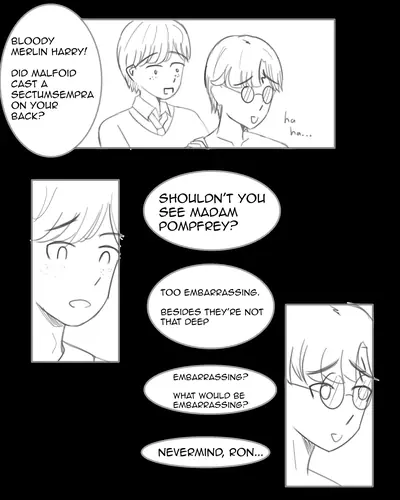 BLOODY
MERLIN HARRY!
DID MALFOID
CAST A
SECTUMSEMPRA
ON YOUR
BACK?
ha
ha...
SHOULDN'T YOU
SEE MADAM
POMPFREY?
TOO EMBARRASSING.
BESIDES THEY'RE NOT
THAT DEEP
EMBARRASSING?
WHAT WOULD BE
EMBARRASSING?
NEVERMIND, RON...